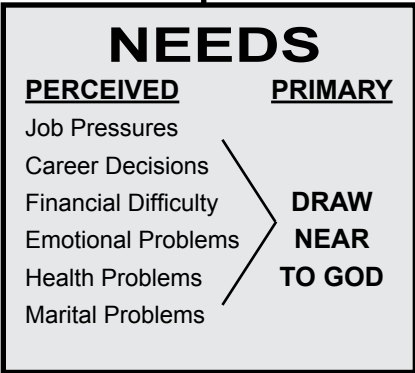 NEEDS
PERCEIVED PRIMARY
Job Pressures
Career Decisions
Financial Difficulty DRAW
Emotional Problems NEAR
Health Problems TO GOD
Marital Problems